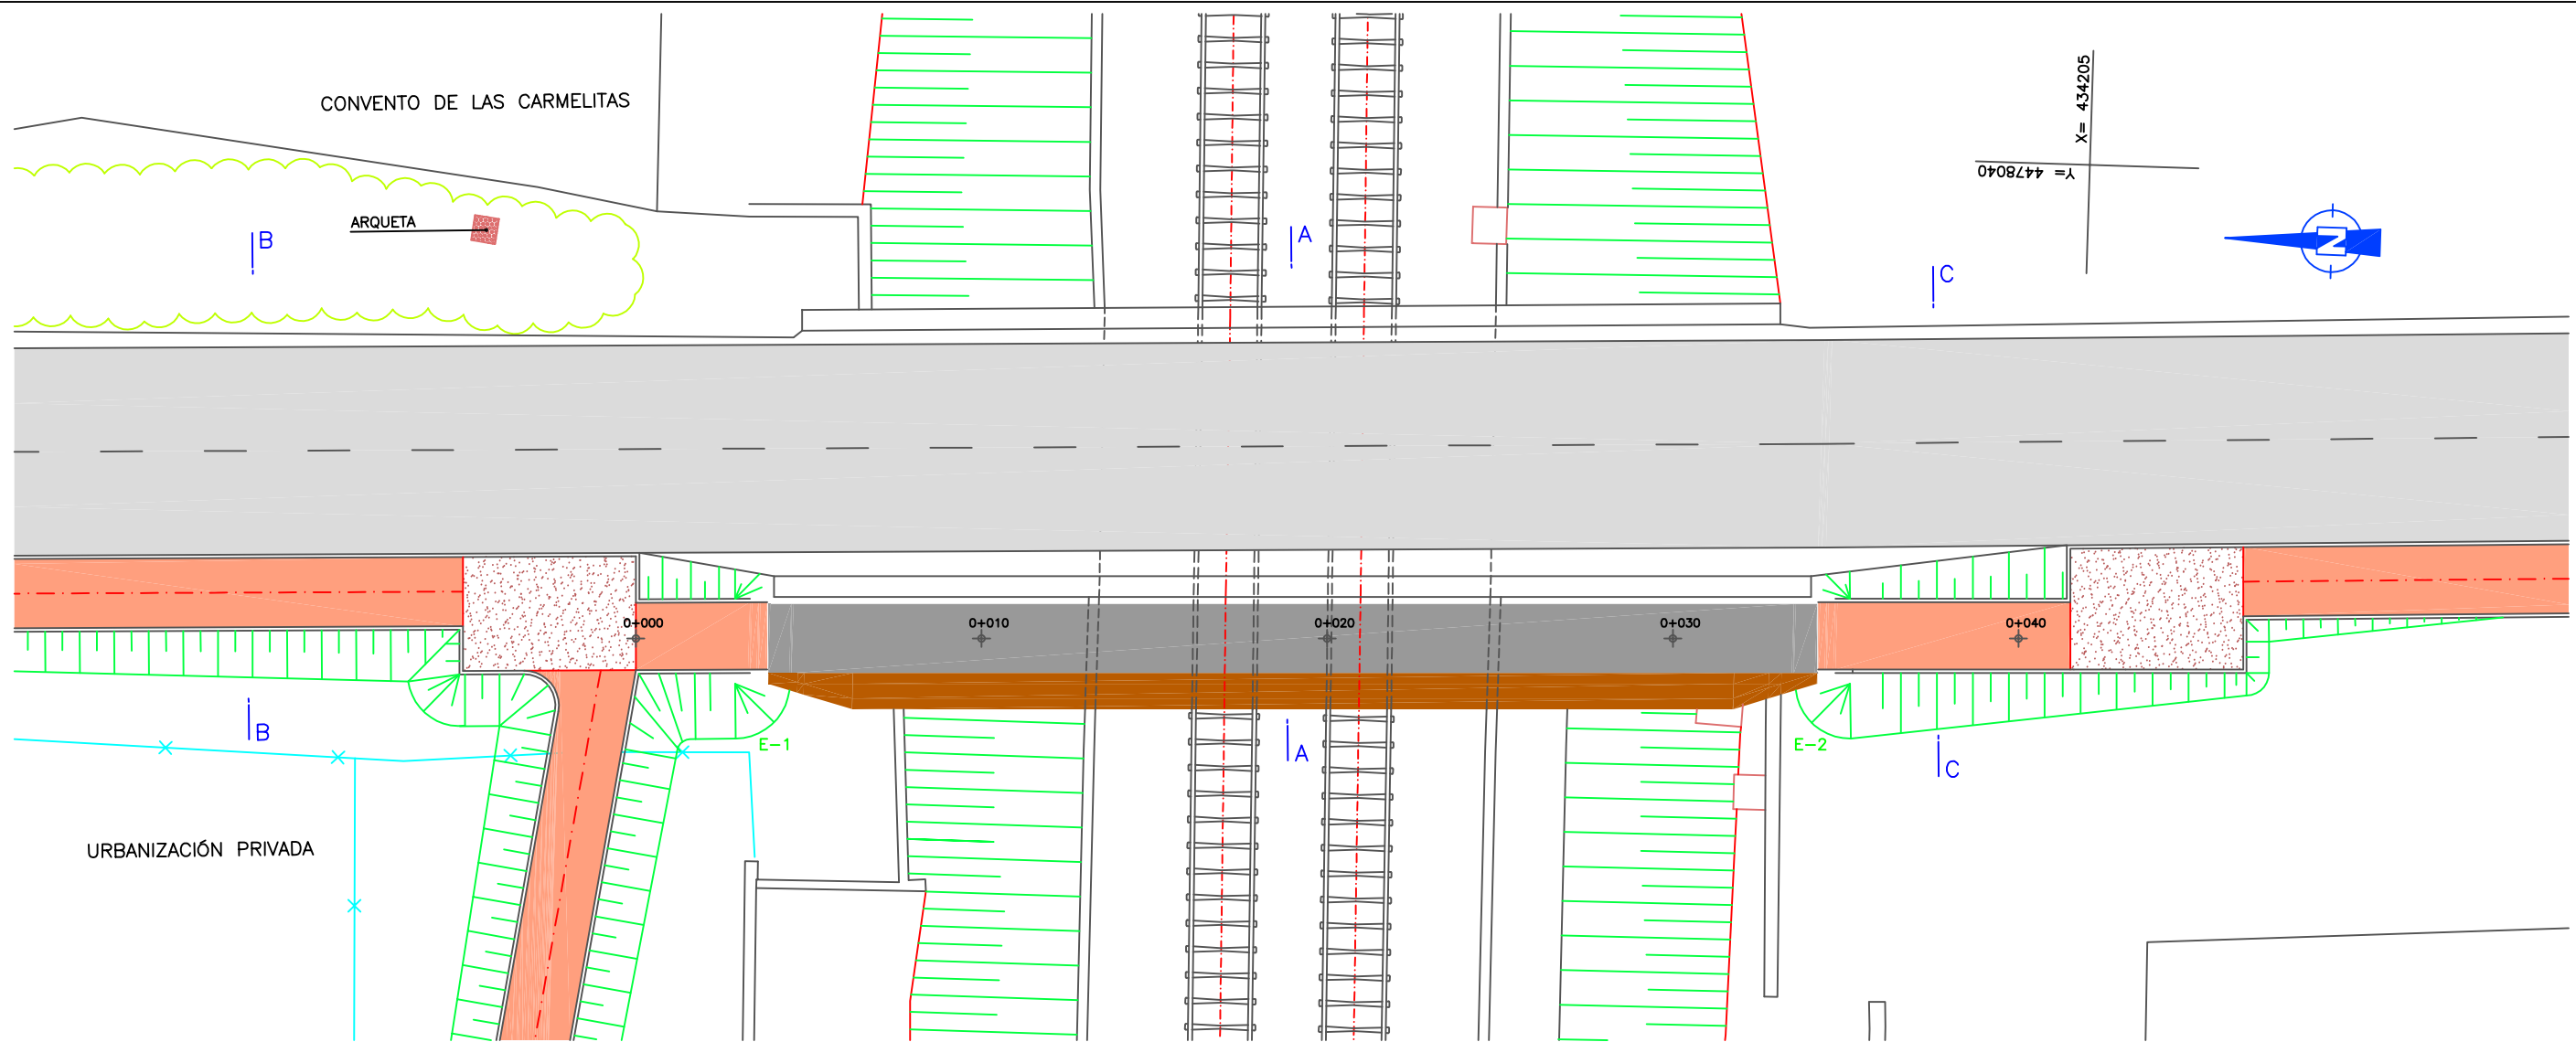 CONVENTO DE LAS CARMELITAS
X= 434205
Y= 4478040
ARQUETA
B
A
C
N
0+000
0+010
0+020
0+030
0+040
B
E-1
A
E-2
C
URBANIZACIÓN PRIVADA